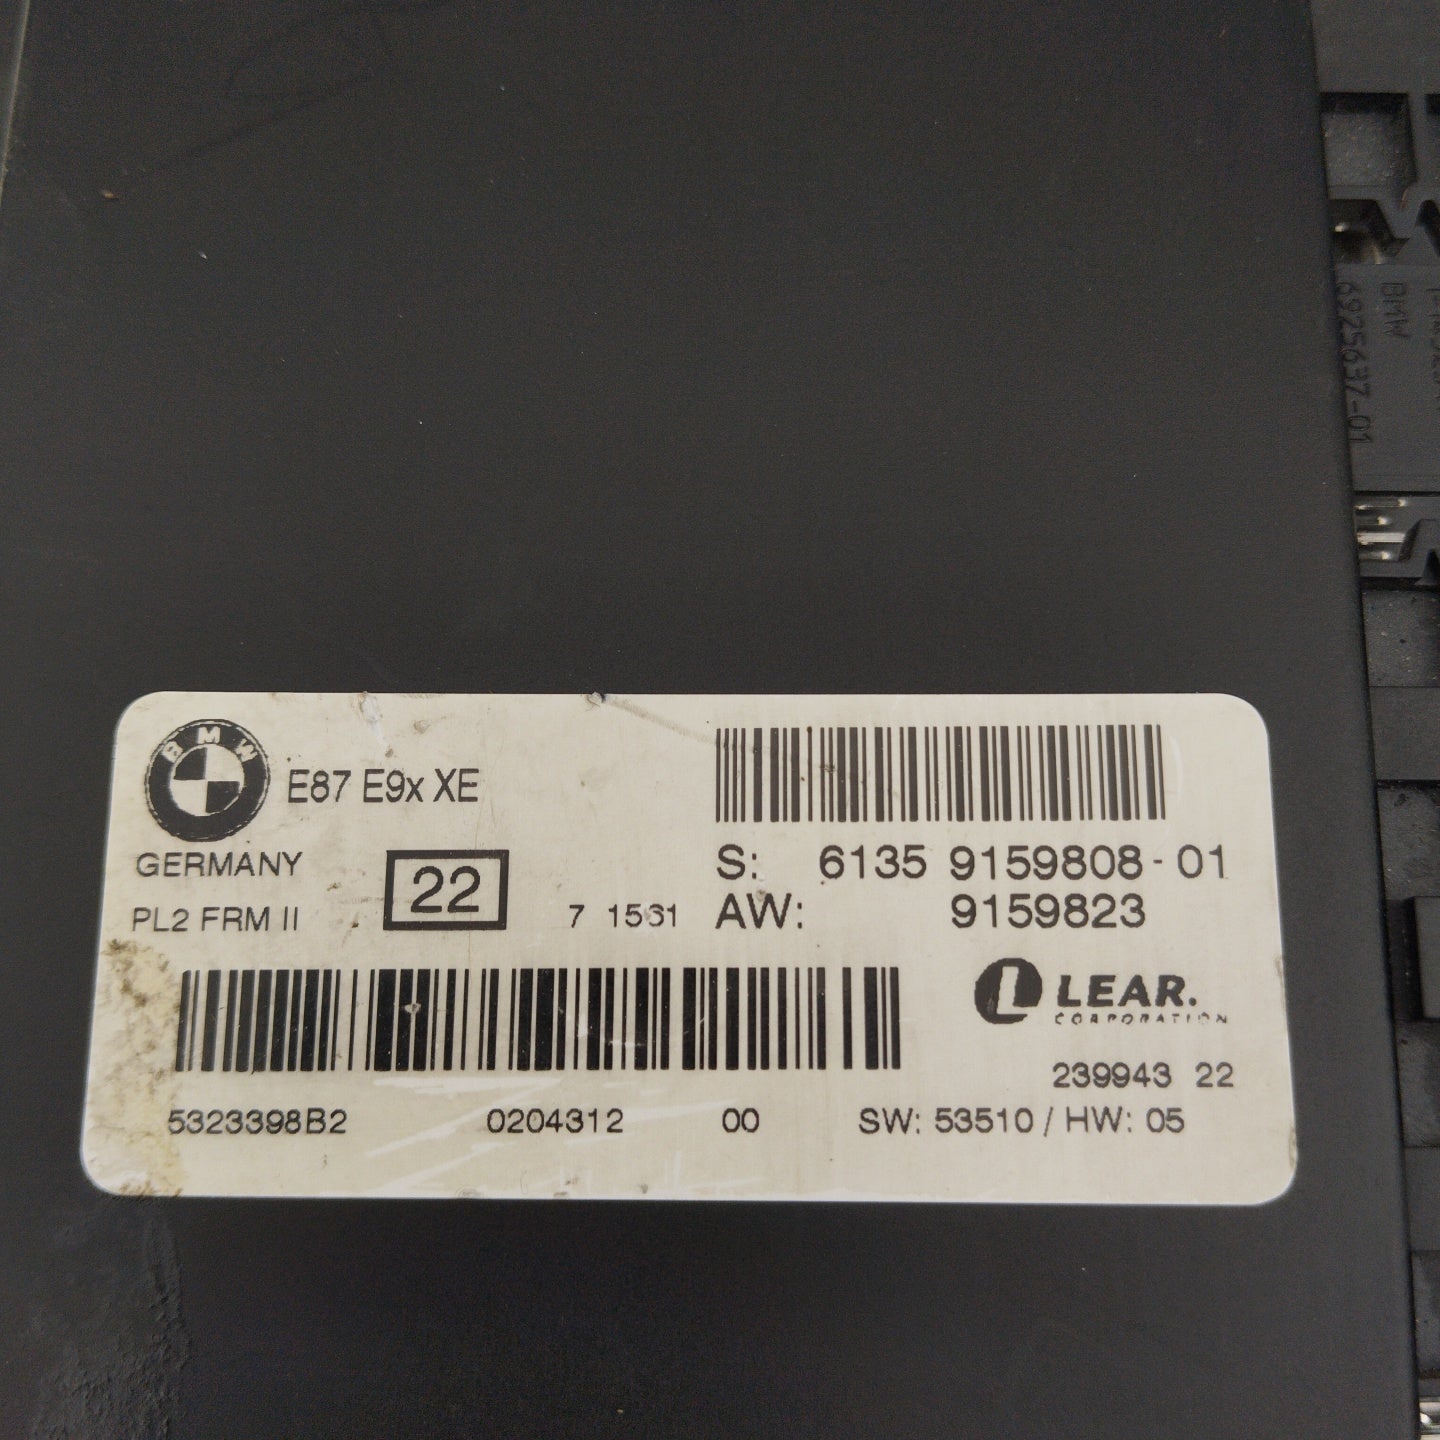 BMW
E87 E9x XE
GERMANY
22
PL2 FRM II
7 1561
S: 6135 9159808-01
AW: 9159823
LEAR.
CORPORATION
239943 22
5323398B2 0204312 00 SW: 53510 / HW: 05
BMW
6925637-01